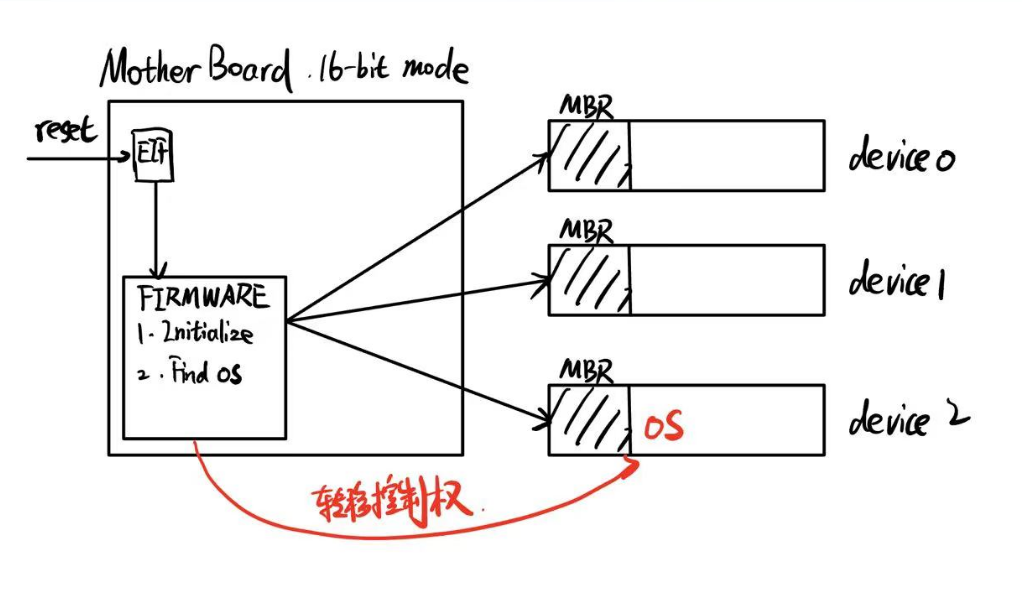 Mother Board . 16-bit mode
reset
EIP
FIRMWARE
1. Initialize
2. Find OS
MBR
device 0
MBR
device 1
MBR
OS
device 2
转移控制权.